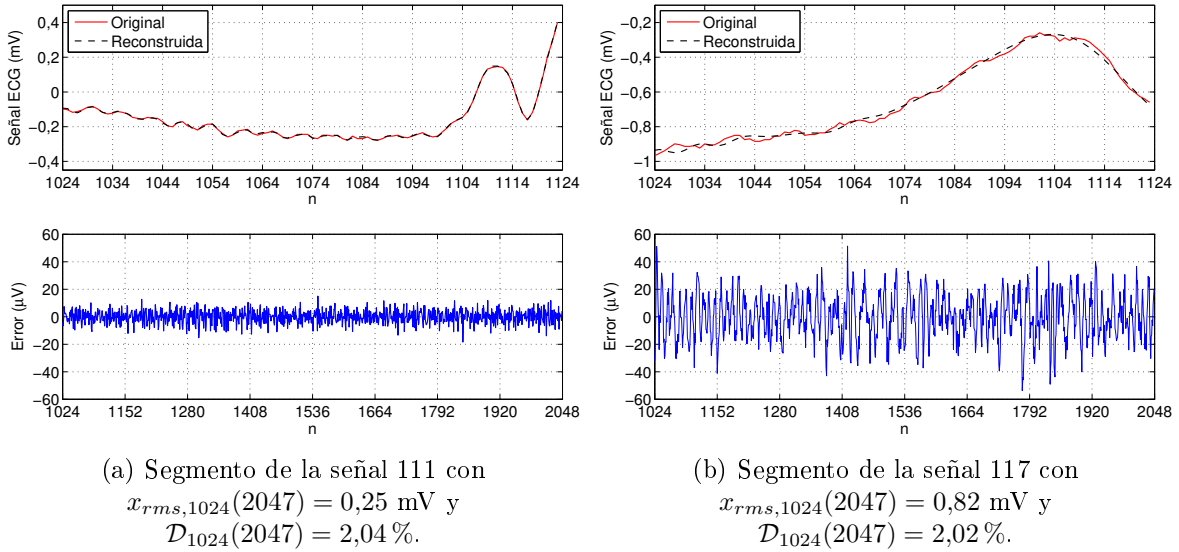 Original
Reconstruida
Señal ECG (mV)
0,4
0,2
0
−0,2
−0,4
1024 1034 1044 1054 1064 1074 1084 1094 1104 1114 1124
n
Original
Reconstruida
Señal ECG (mV)
−0,2
−0,4
−0,6
−0,8
−1
1024 1034 1044 1054 1064 1074 1084 1094 1104 1114 1124
n
Error (μV)
60
40
20
0
−20
−40
−60
1024 1152 1280 1408 1536 1664 1792 1920 2048
n
Error (μV)
60
40
20
0
−20
−40
−60
1024 1152 1280 1408 1536 1664 1792 1920 2048
n
(a) Segmento de la señal 111 con
x_{rms,1024}(2047) = 0,25 mV y
𝒟_{1024}(2047) = 2,04 %.
(b) Segmento de la señal 117 con
x_{rms,1024}(2047) = 0,82 mV y
𝒟_{1024}(2047) = 2,02 %.